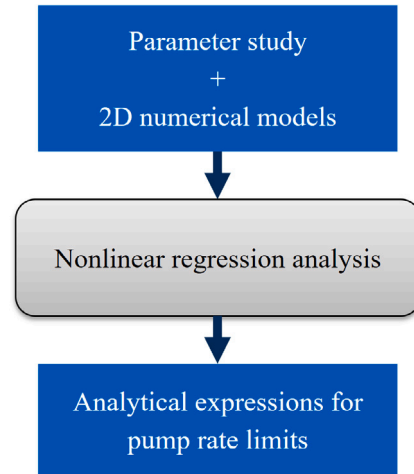 Parameter study
+
2D numerical models
Nonlinear regression analysis
Analytical expressions for
pump rate limits